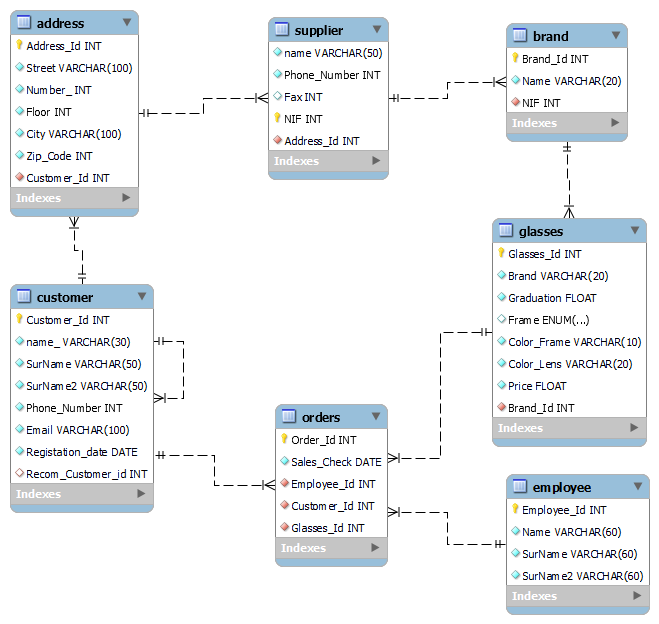 address
Address_Id INT
Street VARCHAR(100)
Number_ INT
Floor INT
City VARCHAR(100)
Zip_Code INT
Customer_Id INT
Indexes
supplier
name VARCHAR(50)
Phone_Number INT
Fax INT
NIF INT
Address_Id INT
Indexes
brand
Brand_Id INT
Name VARCHAR(20)
NIF INT
Indexes
glasses
Glasses_Id INT
Brand VARCHAR(20)
Graduation FLOAT
Frame ENUM(...)
Color_Frame VARCHAR(10)
Color_Lens VARCHAR(20)
Price FLOAT
Brand_Id INT
Indexes
customer
Customer_Id INT
name_ VARCHAR(30)
SurName VARCHAR(50)
SurName2 VARCHAR(50)
Phone_Number INT
Email VARCHAR(100)
Registation_date DATE
Recom_Customer_id INT
Indexes
orders
Order_Id INT
Sales_Check DATE
Employee_Id INT
Customer_Id INT
Glasses_Id INT
Indexes
employee
Employee_Id INT
Name VARCHAR(60)
SurName VARCHAR(60)
SurName2 VARCHAR(60)
Indexes